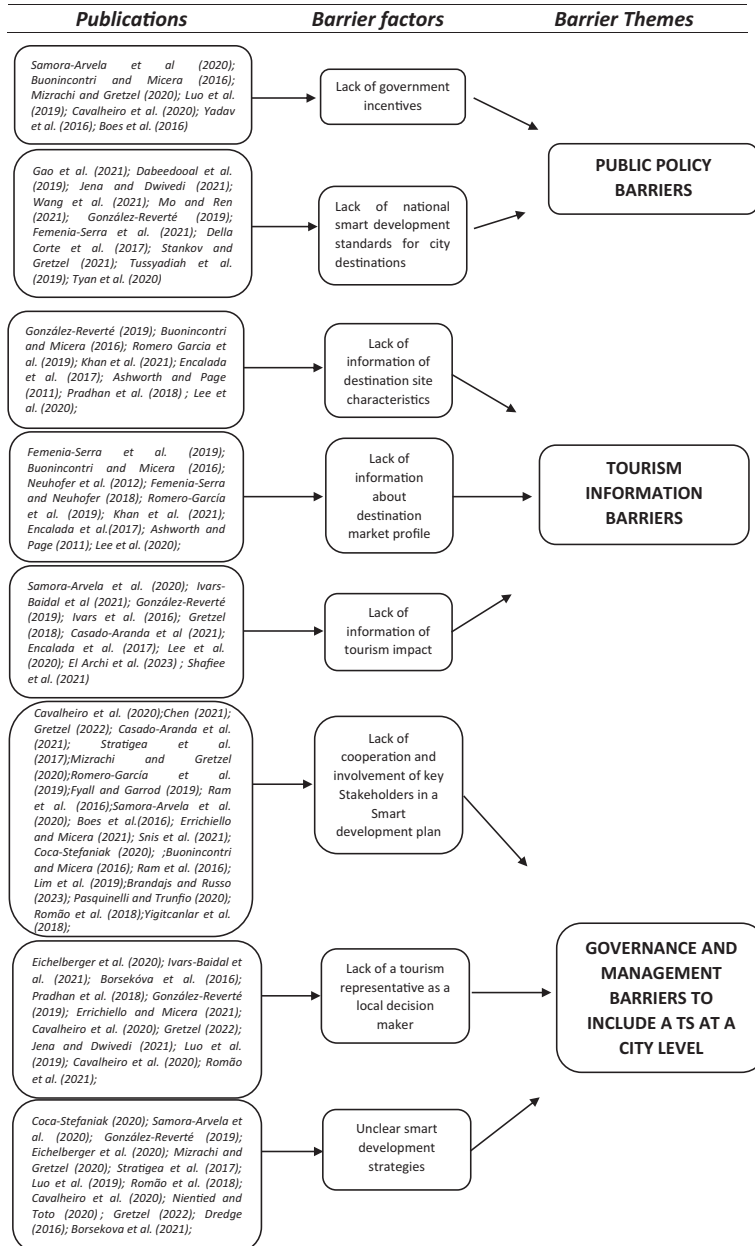 Publications
Barrier factors
Barrier Themes
Samora-Arvela et al (2020);
Buonincontri and Micera (2016);
Mizrachi and Gretzel (2020); Luo et al.
(2019); Cavalheiro et al. (2020); Yadav
et al. (2016); Boes et al. (2016)
Lack of government
incentives
PUBLIC POLICY
BARRIERS
Gao et al. (2021); Dabeedooal et al.
(2019); Jena and Dwivedi (2021);
Wang et al. (2021); Mo and Ren
(2021); González-Reverté (2019);
Femenia-Serra et al. (2021); Della
Corte et al. (2017); Stankov and
Gretzel (2021); Tussyadiah et al.
(2019); Tyan et al. (2020)
Lack of national
smart development
standards for city
destinations
González-Reverté (2019); Buonincontri
and Micera (2016); Romero Garcia et
al. (2019); Khan et al. (2021); Encalada
et al. (2017); Ashworth and Page
(2011); Pradhan et al. (2018) ; Lee et
al. (2020);
Lack of
information of
destination site
characteristics
Femenia-Serra et al. (2019);
Buonincontri and Micera (2016);
Neuhofer et al. (2012); Femenia-Serra
and Neuhofer (2018); Romero-García
et al. (2019); Khan et al. (2021);
Encalada et al.(2017); Ashworth and
Page (2011); Lee et al. (2020);
Lack of
information
about
destination
market profile
TOURISM
INFORMATION
BARRIERS
Samora-Arvela et al. (2020); Ivars-
Baidal et al (2021); González-Reverté
(2019); Ivars et al. (2016); Gretzel
(2018); Casado-Aranda et al (2021);
Encalada et al. (2017); Lee et al.
(2020); El Archi et al. (2023) ; Shafiee
et al. (2021)
Lack of
information of
tourism impact
Cavalheiro et al. (2020);Chen (2021);
Gretzel (2022); Casado-Aranda et al.
(2021); Stratigea et al.
(2017);Mizrachi and Gretzel
(2020);Romero-García et al.
(2019);Fyall and Garrod (2019); Ram
et al. (2016);Samora-Arvela et al.
(2020); Boes et al.(2016); Errichiello
and Micera (2021); Snis et al. (2021);
Coca-Stefaniak (2020); ;Buonincontri
and Micera (2016); Ram et al. (2016);
Lim et al. (2019);Brandajs and Russo
(2023); Pasquinelli and Trunfio (2020);
Romão et al. (2018);Yigitcanlar et al.
(2018);
Lack of
cooperation and
involvement of key
Stakeholders in a
Smart
development plan
Eichelberger et al. (2020); Ivars-Baidal et
al. (2021); Borsekóva et al. (2016);
Pradhan et al. (2018); González-Reverté
(2019); Errichiello and Micera (2021);
Cavalheiro et al. (2020); Gretzel (2022);
Jena and Dwivedi (2021); Luo et al.
(2019); Cavalheiro et al. (2020); Romão
et al. (2021);
Lack of a tourism
representative as a
local decision
maker
GOVERNANCE AND
MANAGEMENT
BARRIERS TO
INCLUDE A TS AT A
CITY LEVEL
Coca-Stefaniak (2020); Samora-Arvela et
al. (2020); González-Reverté (2019);
Eichelberger et al. (2020); Mizrachi and
Gretzel (2020); Stratigea et al. (2017);
Luo et al. (2019); Romão et al. (2018);
Cavalheiro et al. (2020); Nientied and
Toto (2020) ; Gretzel (2022); Dredge
(2016); Borsekova et al. (2021);
Unclear smart
development
strategies